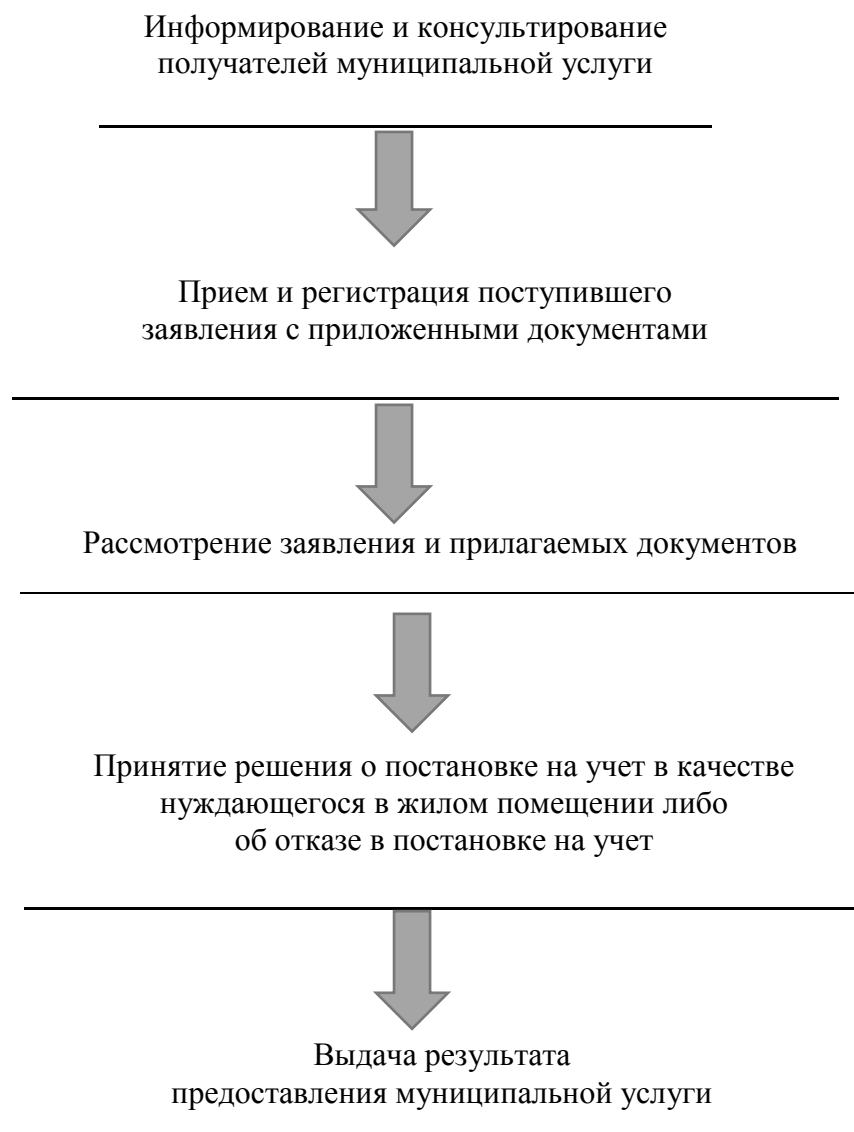 Информирование и консультирование
получателей муниципальной услуги
Прием и регистрация поступившего
заявления с приложенными документами
Рассмотрение заявления и прилагаемых документов
Принятие решения о постановке на учет в качестве
нуждающегося в жилом помещении либо
об отказе в постановке на учет
Выдача результата
предоставления муниципальной услуги